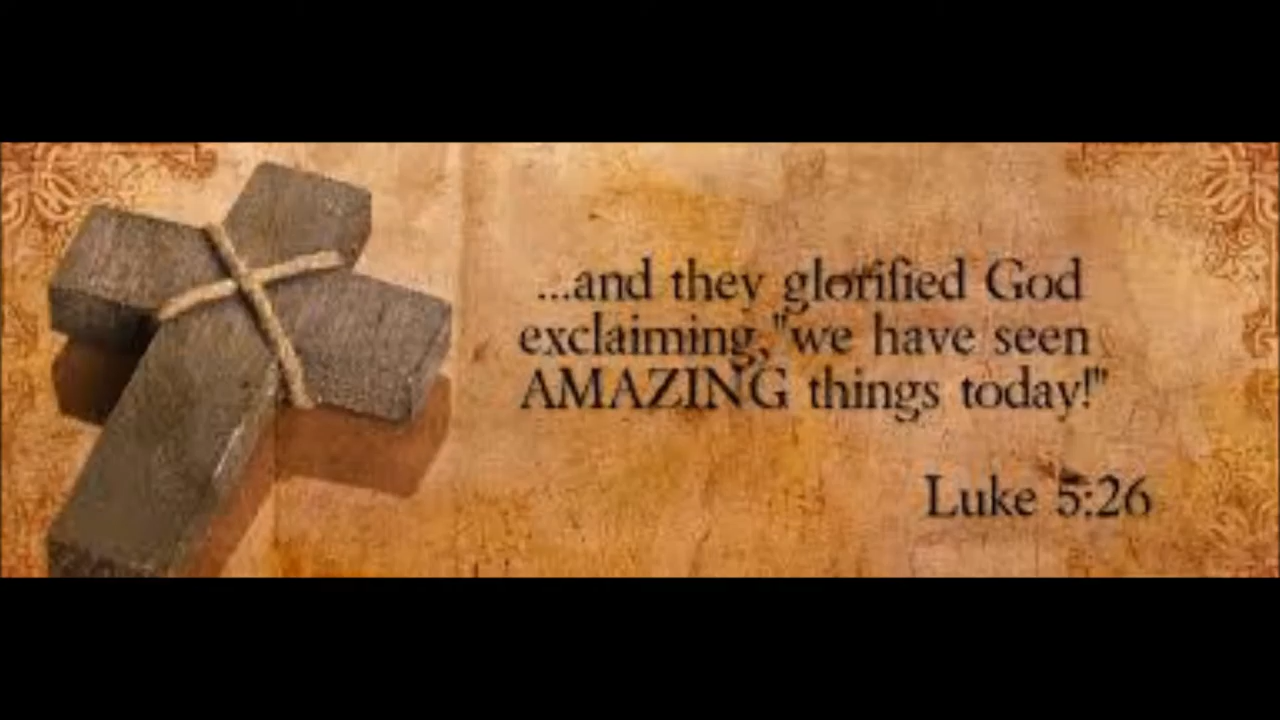 ...and they glorified God
exclaiming,"we have seen
AMAZING things today!"
Luke 5:26